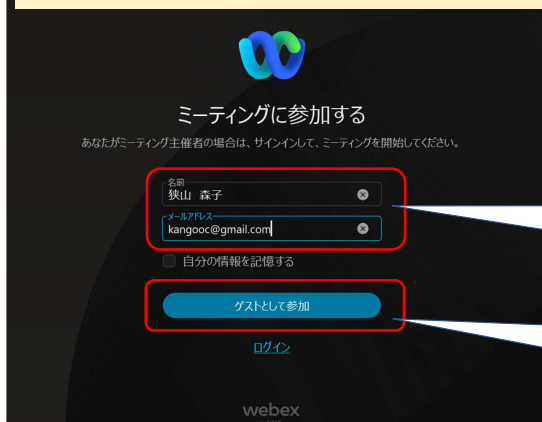 ミーティングに参加する
あなたがミーティング主催者の場合は、サインインして、ミーティングを開始してください。
名前
狭山 森子
メールアドレス
kangooc@gmail.com
自分の情報を記憶する
ゲストとして参加
ログイン
webex